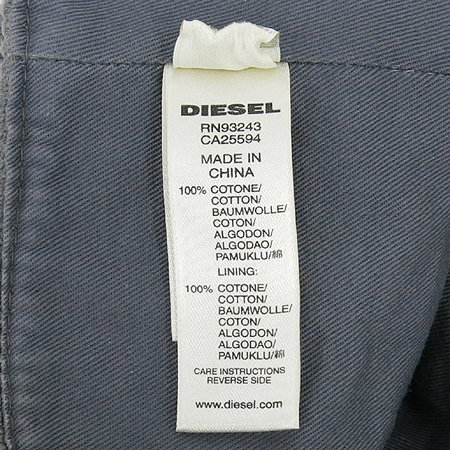 DIESEL
RN93243
CA25594
MADE IN
CHINA
100% COTONE/
COTTON/
BAUMWOLLE/
COTON/
ALGODON/
ALGODAO/
PAMUKLU/綿
LINING:
100% COTONE/
COTTON/
BAUMWOLLE/
COTON/
ALGODON/
ALGODAO/
PAMUKLU/綿
CARE INSTRUCTIONS
REVERSE SIDE
www.diesel.com